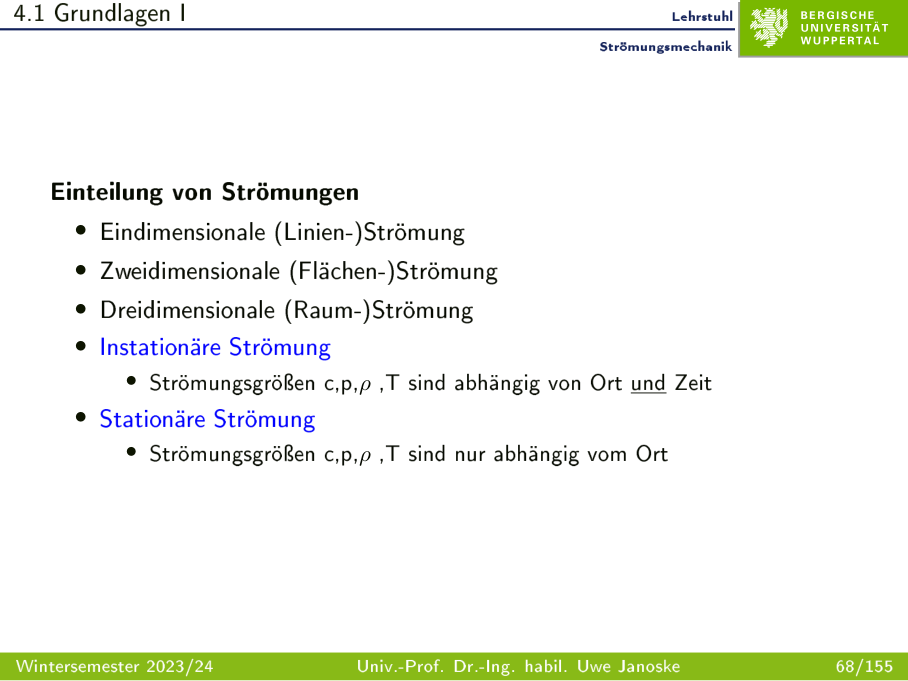 4.1 Grundlagen I
Lehrstuhl
Strömungsmechanik
BERGISCHE
UNIVERSITÄT
WUPPERTAL
Einteilung von Strömungen
• Eindimensionale (Linien-)Strömung
• Zweidimensionale (Flächen-)Strömung
• Dreidimensionale (Raum-)Strömung
• Instationäre Strömung
• Strömungsgrößen c,p,ρ ,T sind abhängig von Ort und Zeit
• Stationäre Strömung
• Strömungsgrößen c,p,ρ ,T sind nur abhängig vom Ort
Wintersemester 2023/24 Univ.-Prof. Dr.-Ing. habil. Uwe Janoske 68/155